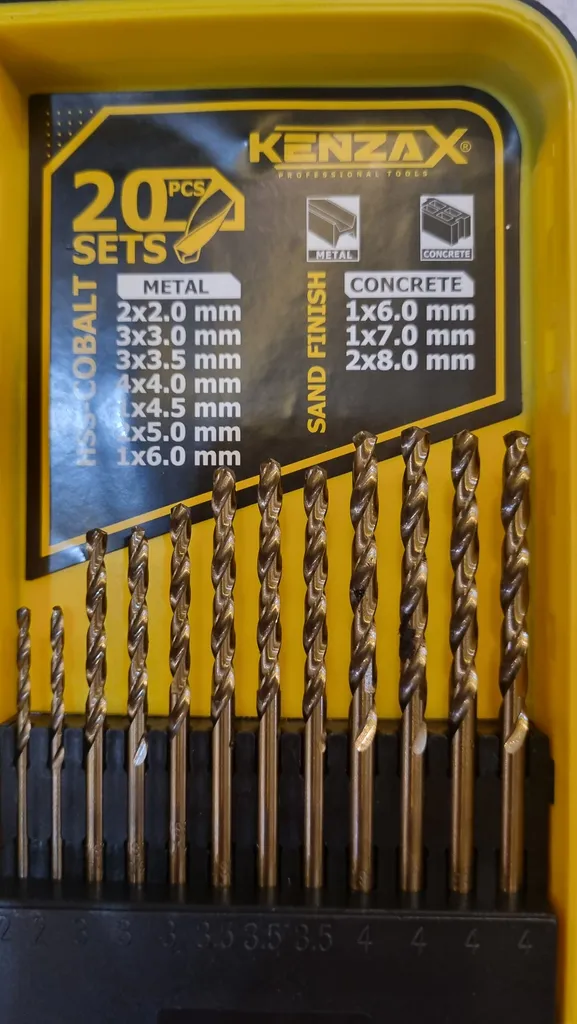 KENZAX®
PROFESSIONAL TOOLS
20 PCS
SETS
METAL
CONCRETE
HSS-COBALT
METAL
2x2.0 mm
3x3.0 mm
3x3.5 mm
4x4.0 mm
1x4.5 mm
2x5.0 mm
1x6.0 mm
SAND FINISH
CONCRETE
1x6.0 mm
1x7.0 mm
2x8.0 mm
2 2 3 3 3 3.5 3.5 3.5 4 4 4 4